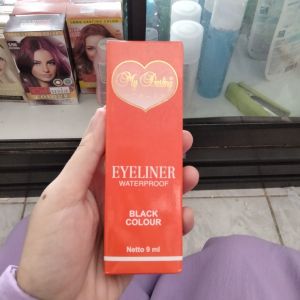 My Darling
EYELINER
WATERPROOF
BLACK
COLOUR
Netto 9 ml